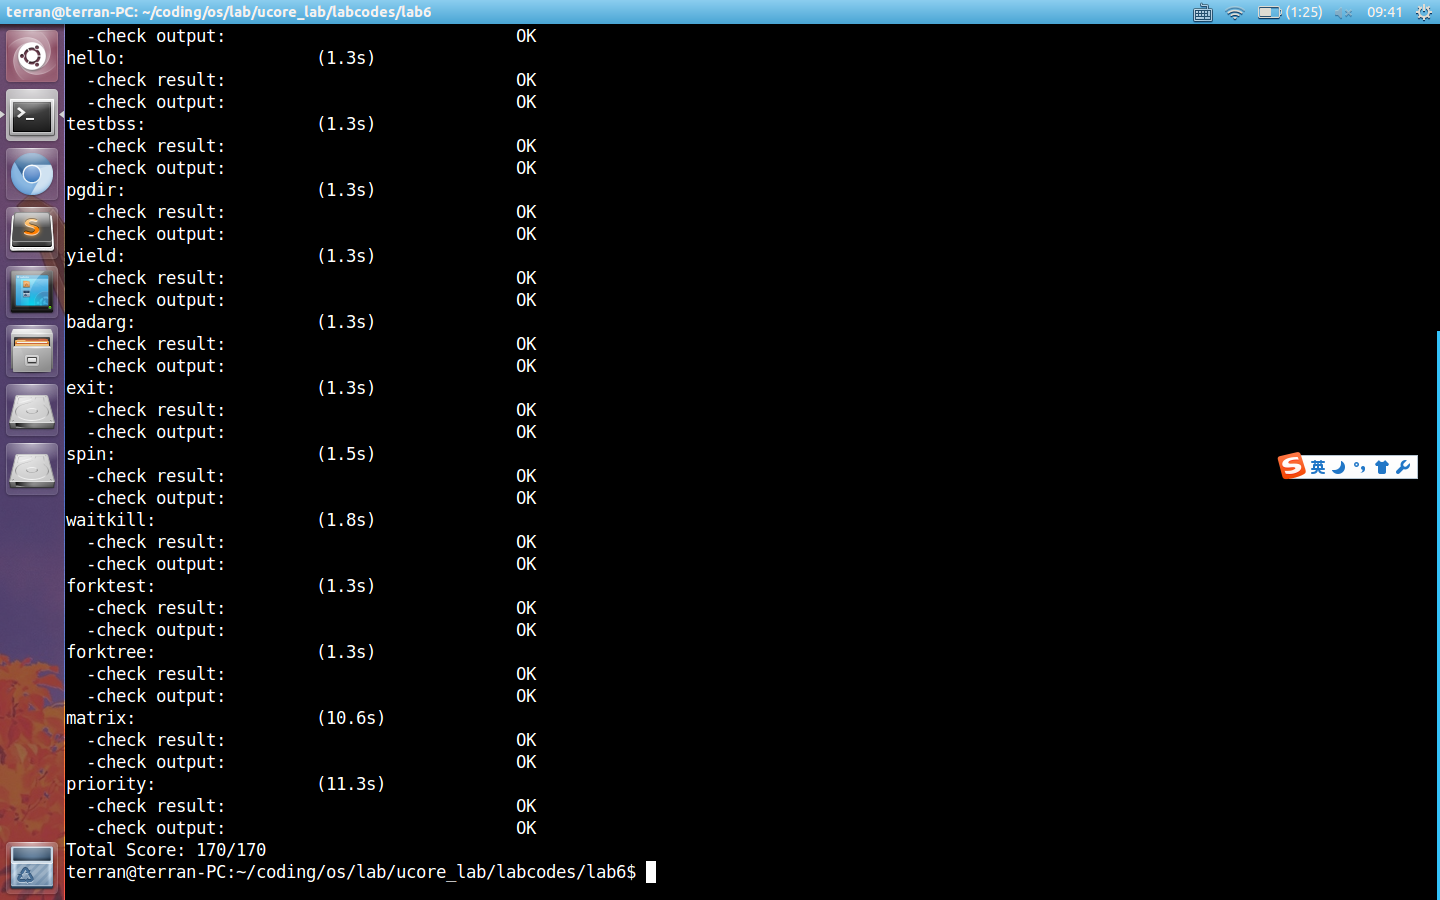 terran@terran-PC: ~/coding/os/lab/ucore_lab/labcodes/lab6 (1:25) 09:41
-check output: OK
hello: (1.3s)
-check result: OK
-check output: OK
testbss: (1.3s)
-check result: OK
-check output: OK
pgdir: (1.3s)
-check result: OK
-check output: OK
yield: (1.3s)
-check result: OK
-check output: OK
badarg: (1.3s)
-check result: OK
-check output: OK
exit: (1.3s)
-check result: OK
-check output: OK
spin: (1.5s)
-check result: OK
-check output: OK
waitkill: (1.8s)
-check result: OK
-check output: OK
forktest: (1.3s)
-check result: OK
-check output: OK
forktree: (1.3s)
-check result: OK
-check output: OK
matrix: (10.6s)
-check result: OK
-check output: OK
priority: (11.3s)
-check result: OK
-check output: OK
Total Score: 170/170
terran@terran-PC:~/coding/os/lab/ucore_lab/labcodes/lab6$
S 英